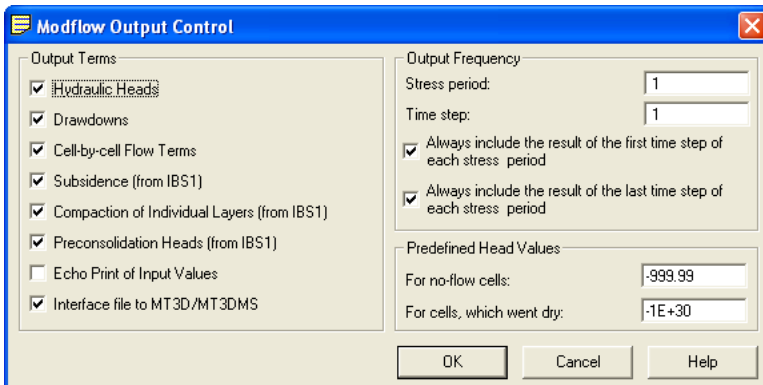 Modflow Output Control
Output Terms
Hydraulic Heads
Drawdowns
Cell-by-cell Flow Terms
Subsidence (from IBS1)
Compaction of Individual Layers (from IBS1)
Preconsolidation Heads (from IBS1)
Echo Print of Input Values
Interface file to MT3D/MT3DMS
Output Frequency
Stress period: 1
Time step: 1
Always include the result of the first time step of
each stress period
Always include the result of the last time step of
each stress period
Predefined Head Values
For no-flow cells: -999.99
For cells, which went dry: -1E+30
OK Cancel Help